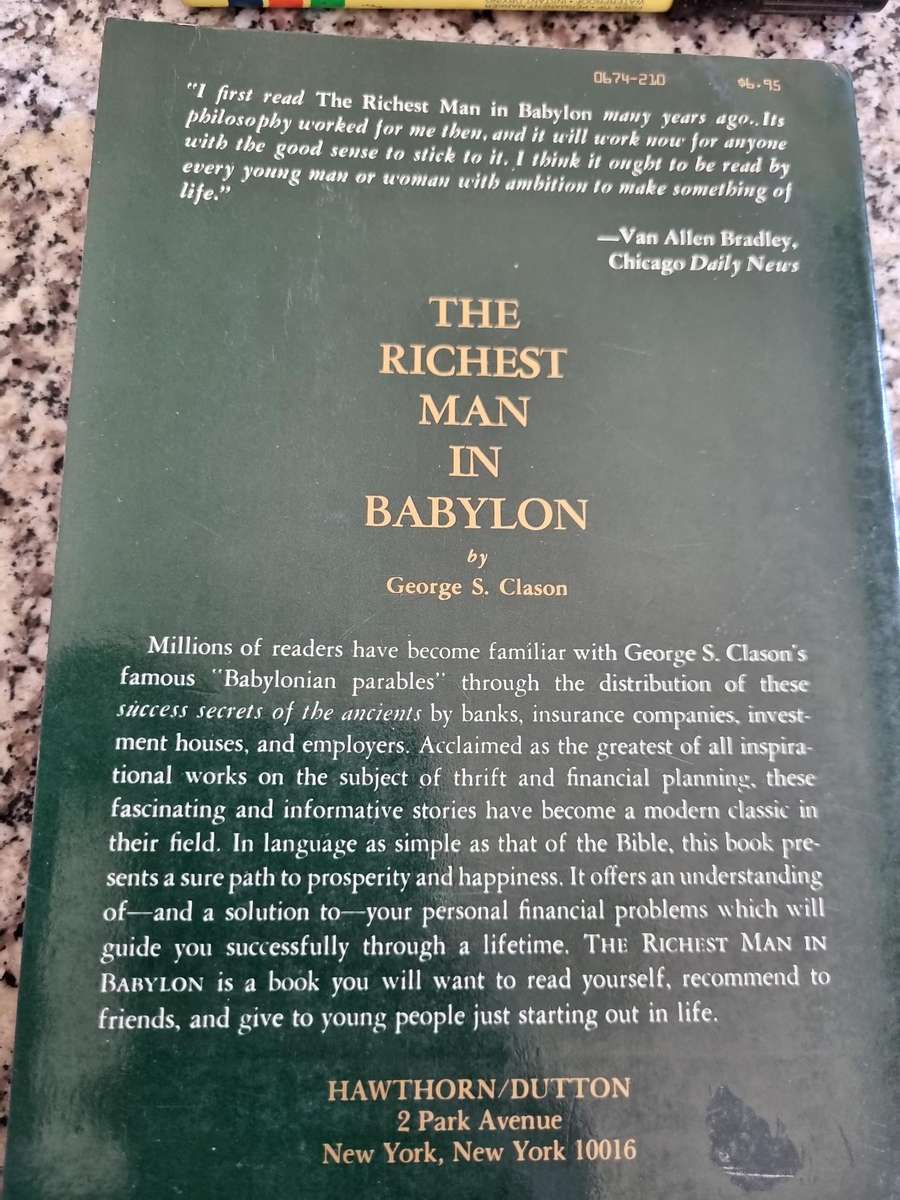 0674-210 $6.95
"I first read The Richest Man in Babylon many years ago. Its
philosophy worked for me then, and it will work now for anyone
with the good sense to stick to it. I think it ought to be read by
every young man or woman with ambition to make something of
life."
—Van Allen Bradley,
Chicago Daily News
THE
RICHEST
MAN
IN
BABYLON
by
George S. Clason
Millions of readers have become familiar with George S. Clason's
famous "Babylonian parables" through the distribution of these
success secrets of the ancients by banks, insurance companies, invest-
ment houses, and employers. Acclaimed as the greatest of all inspira-
tional works on the subject of thrift and financial planning, these
fascinating and informative stories have become a modern classic in
their field. In language as simple as that of the Bible, this book pre-
sents a sure path to prosperity and happiness. It offers an understanding
of—and a solution to—your personal financial problems which will
guide you successfully through a lifetime. THE RICHEST MAN IN
BABYLON is a book you will want to read yourself, recommend to
friends, and give to young people just starting out in life.
HAWTHORN/DUTTON
2 Park Avenue
New York, New York 10016